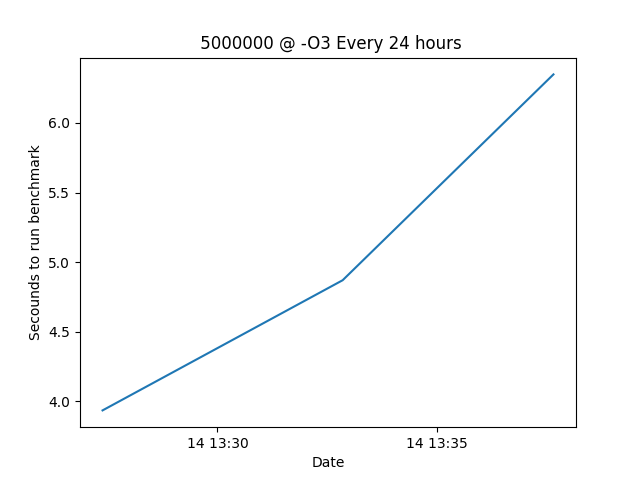 5000000 @ -O3 Every 24 hours
6.0
5.5
5.0
4.5
4.0
Secounds to run benchmark
14 13:30 14 13:35
Date